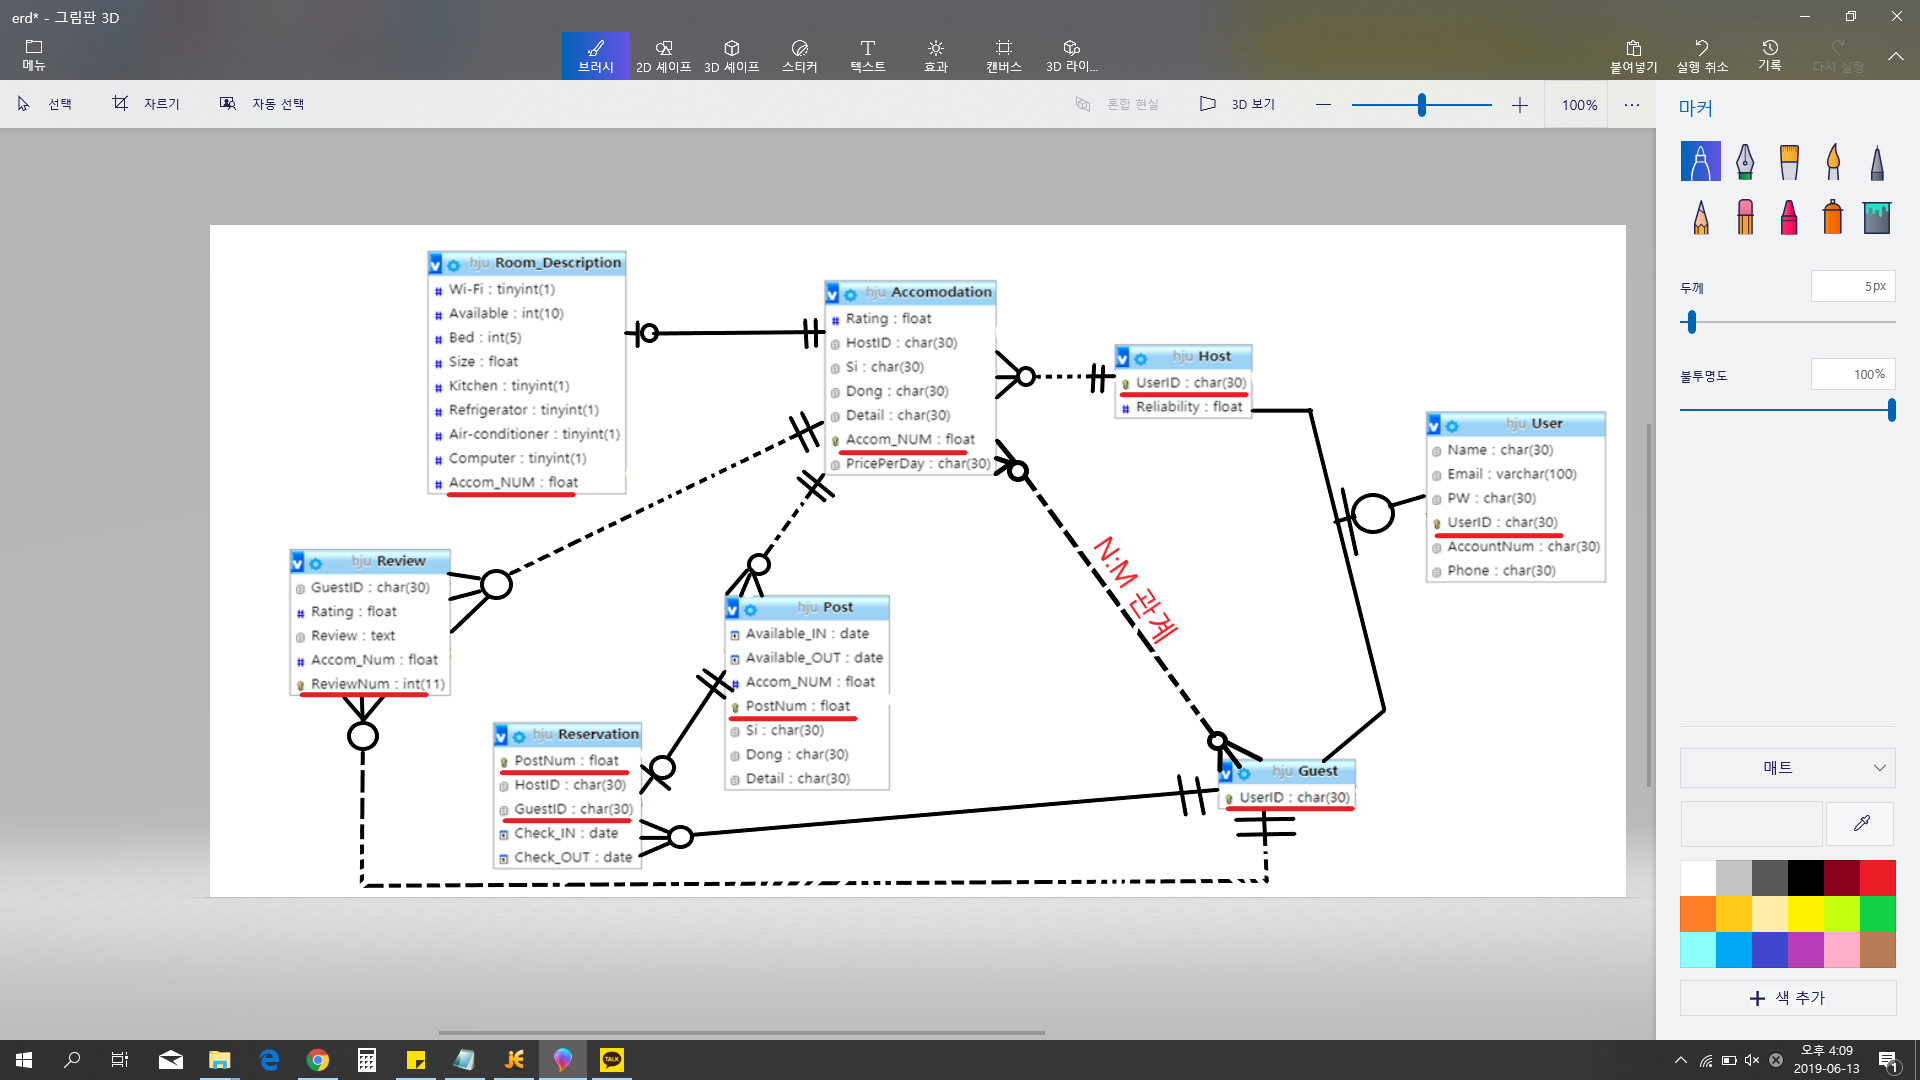 erd* - 그림판 3D
메뉴
브러시
2D 셰이프
3D 셰이프
스티커
텍스트
효과
캔버스
3D 라이...
붙여넣기
실행 취소
기록
다시 실행
선택
자르기
자동 선택
혼합 현실
3D 보기
100%
마커
두께
5px
불투명도
100%
매트
색 추가
hju Room_Description
Wi-Fi : tinyint(1)
Available : int(10)
Bed : int(5)
Size : float
Kitchen : tinyint(1)
Refrigerator : tinyint(1)
Air-conditioner : tinyint(1)
Computer : tinyint(1)
Accom_NUM : float
hju Accomodation
Rating : float
HostID : char(30)
Si : char(30)
Dong : char(30)
Detail : char(30)
Accom_NUM : float
PricePerDay : char(30)
hju Host
UserID : char(30)
Reliability : float
hju User
Name : char(30)
Email : varchar(100)
PW : char(30)
UserID : char(30)
AccountNum : char(30)
Phone : char(30)
N:M 관계
hju Review
GuestID : char(30)
Rating : float
Review : text
Accom_Num : float
ReviewNum : int(11)
hju Post
Available_IN : date
Available_OUT : date
Accom_NUM : float
PostNum : float
Si : char(30)
Dong : char(30)
Detail : char(30)
hju Reservation
PostNum : float
HostID : char(30)
GuestID : char(30)
Check_IN : date
Check_OUT : date
hju Guest
UserID : char(30)
TALK
오후 4:09
2019-06-13
1